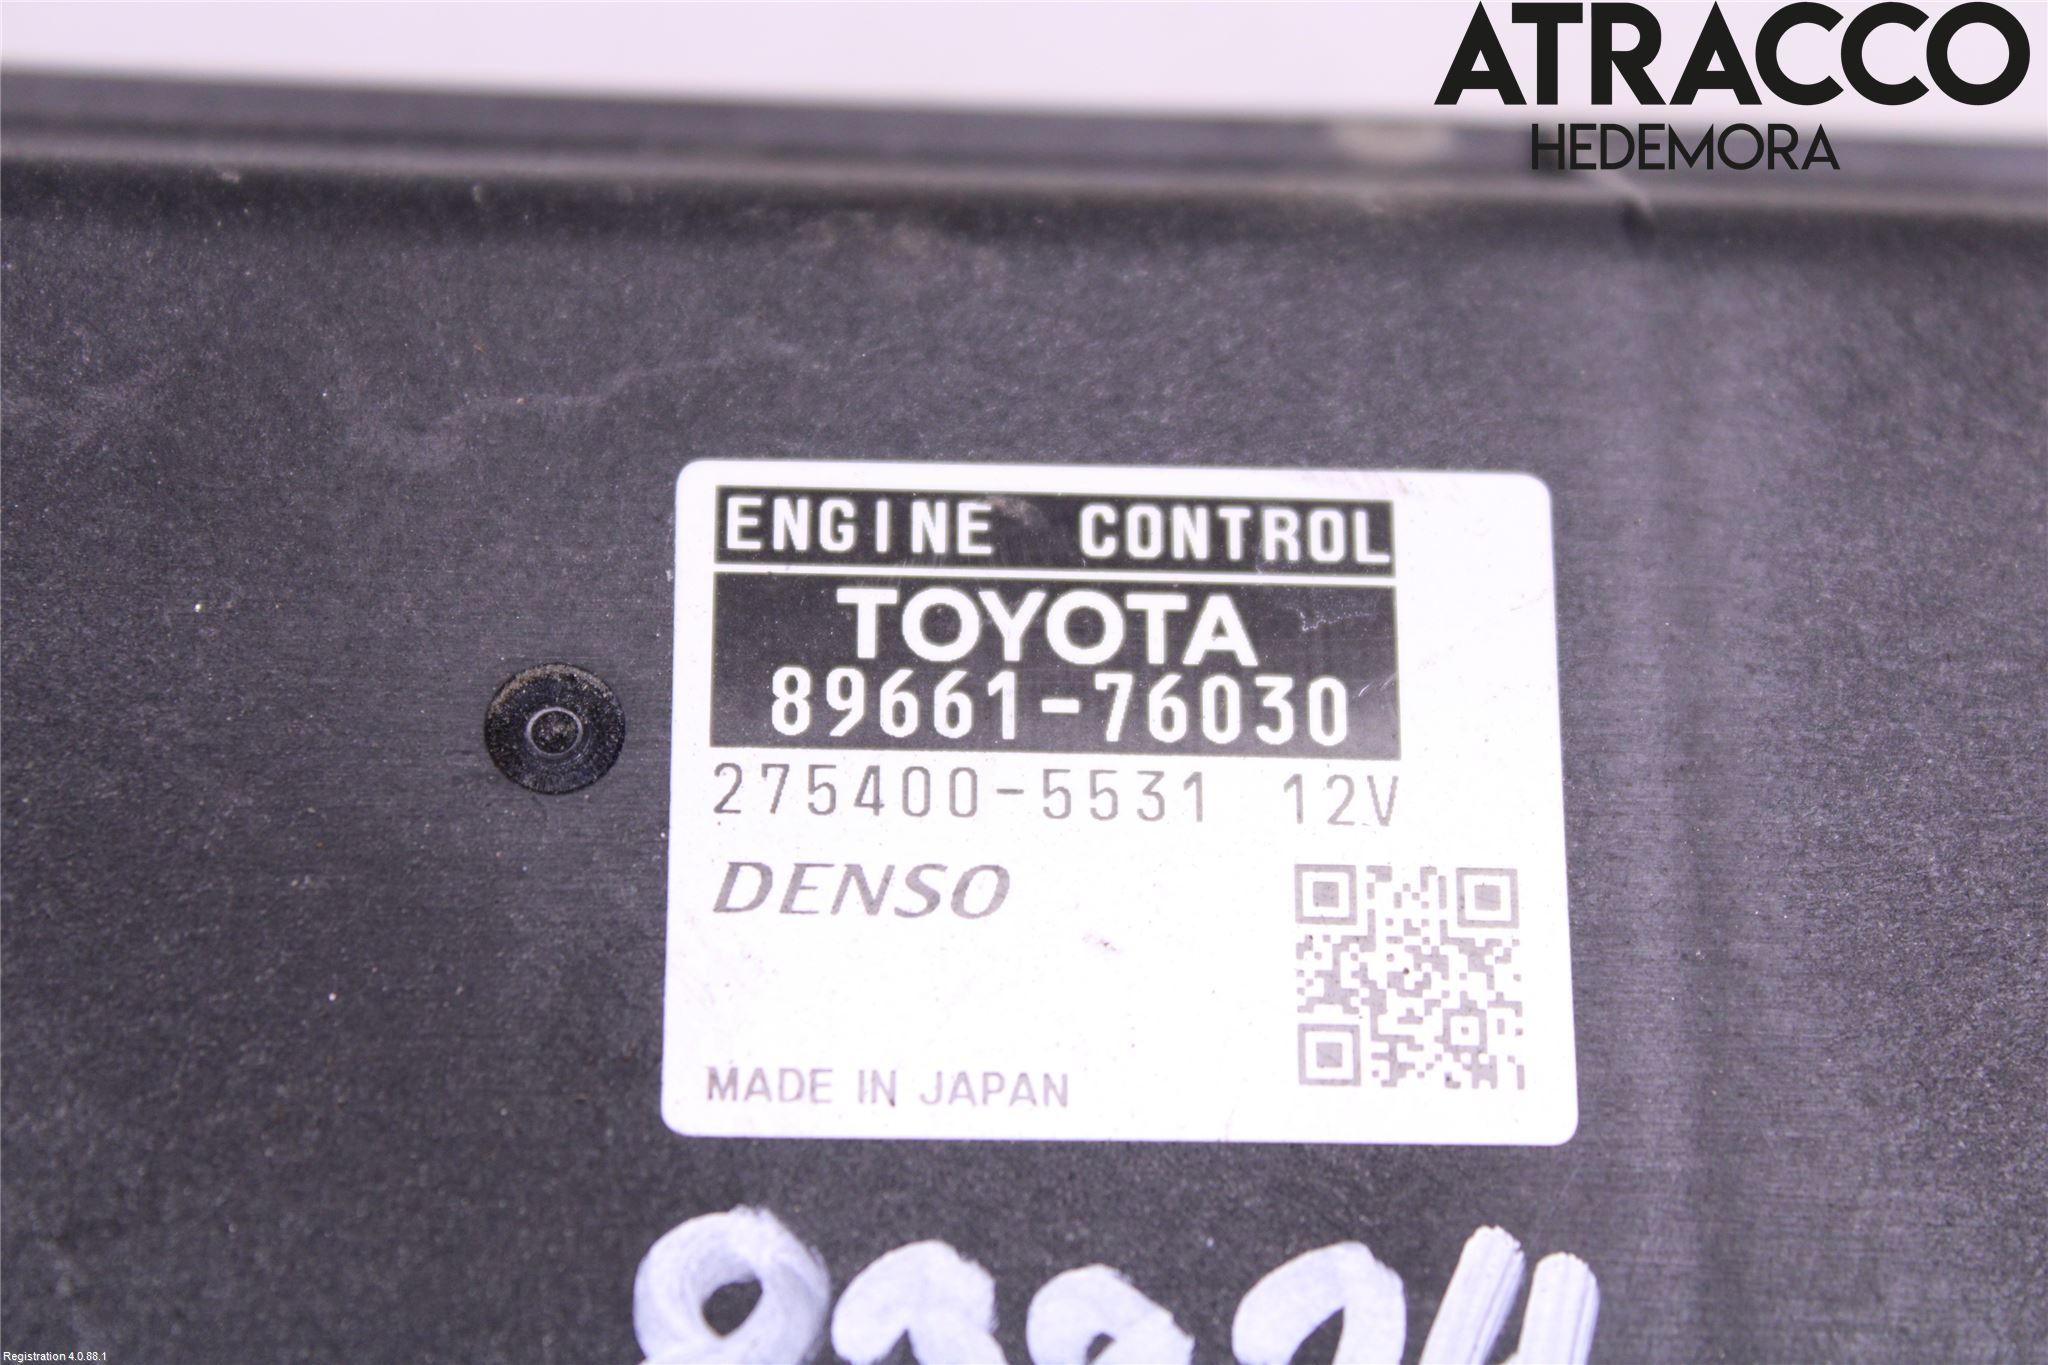 ATRACCO
HEDEMORA
ENGINE CONTROL
TOYOTA
89661-76030
275400-5531 12V
DENSO
MADE IN JAPAN
Registration 4.0.88.1